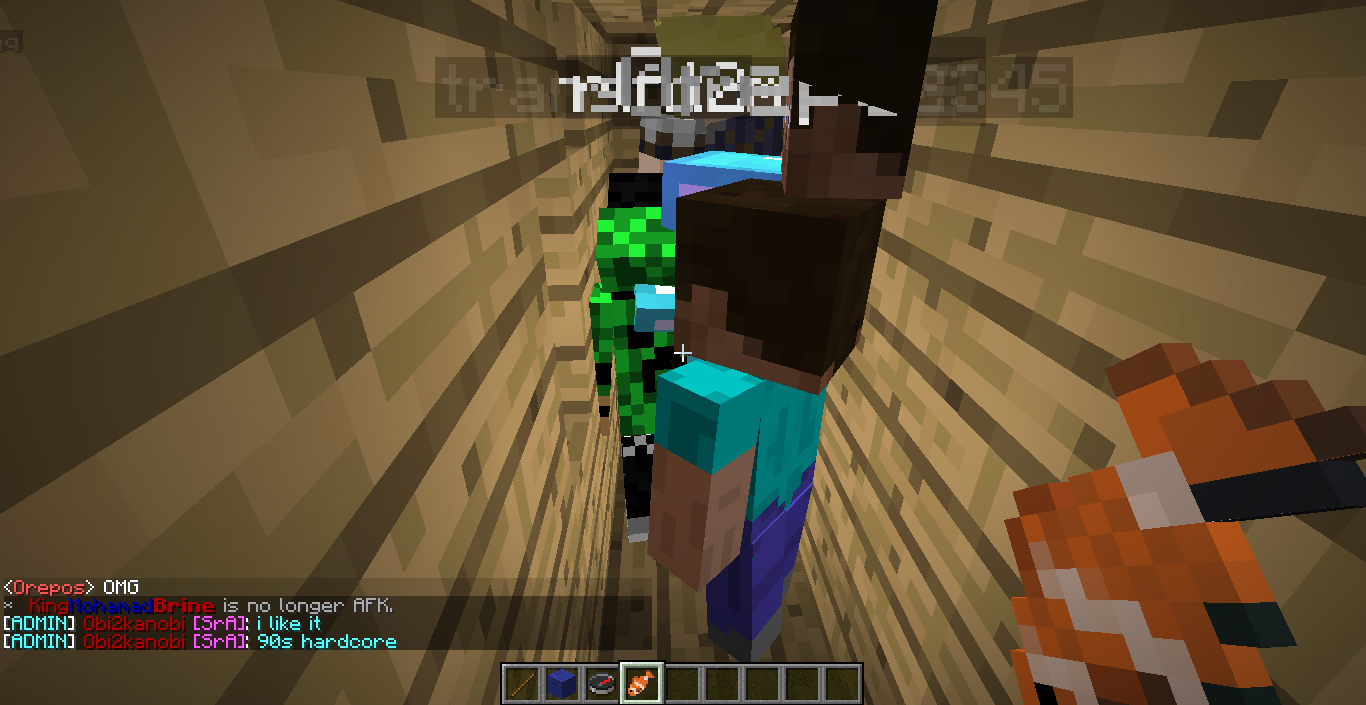 <Orepos> OMG
* KingMohamadBrine is no longer AFK.
[ADMIN] Obi2kanobi [SrA]: i like it
[ADMIN] Obi2kanobi [SrA]: 90s hardcore